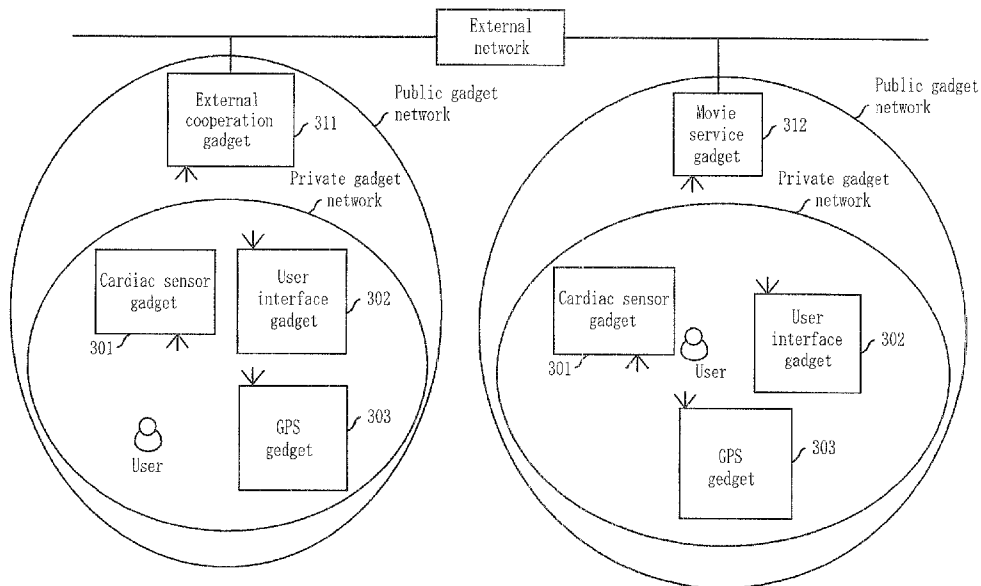 External
network
External
cooperation
gadget
311
Public gadget
network
Private gadget
network
Cardiac sensor
gadget
301
User
interface
gadget
302
GPS
gedget
303
User
Movie
service
gadget
312
Public gadget
network
Private gadget
network
Cardiac sensor
gadget
301
User
User
interface
gadget
302
GPS
gedget
303